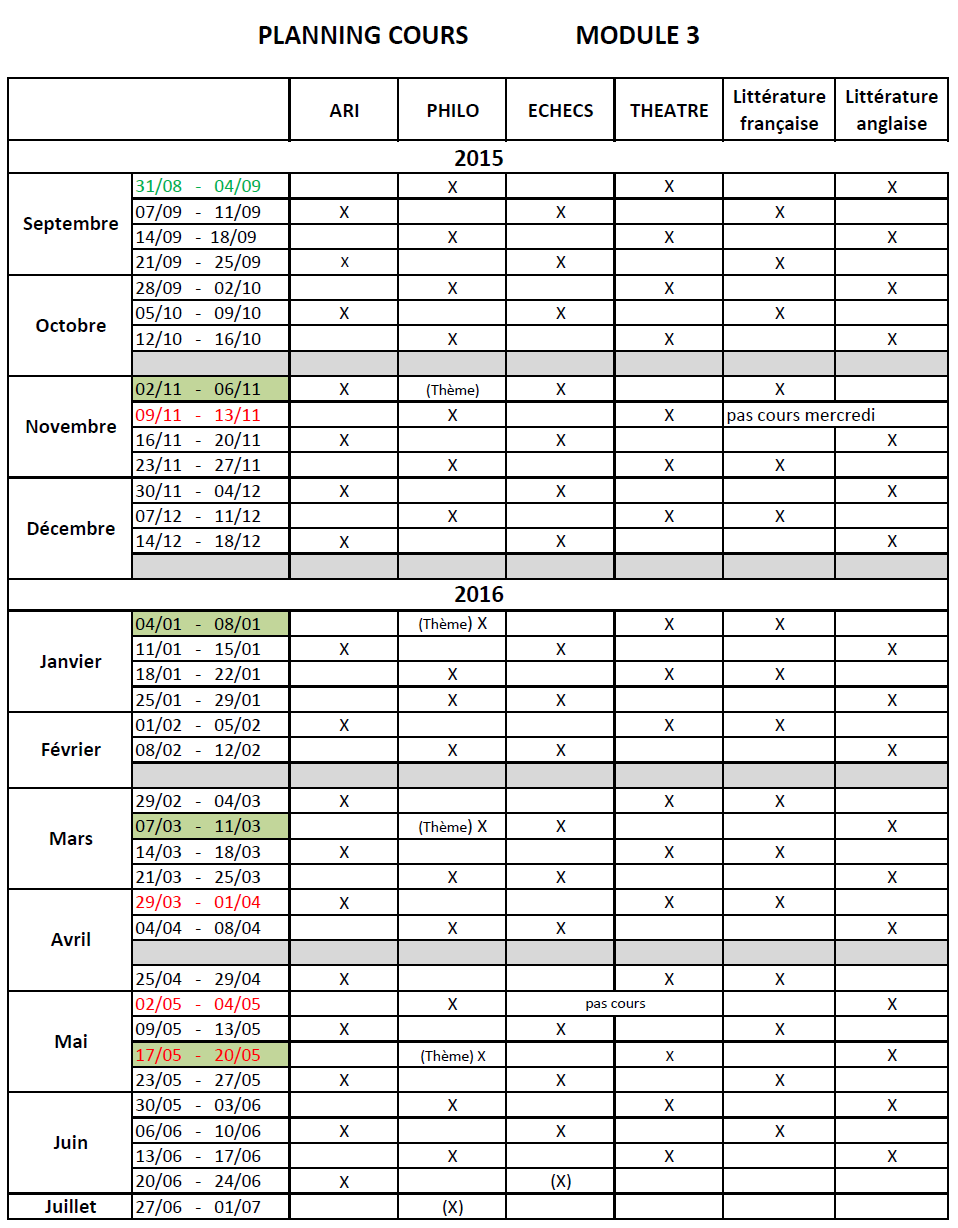 PLANNING COURS MODULE 3
ARI PHILO ECHECS THEATRE Littérature française Littérature anglaise
2015
Septembre
31/08 - 04/09 X X X
07/09 - 11/09 X X X
14/09 - 18/09 X X X
21/09 - 25/09 X X X
Octobre
28/09 - 02/10 X X X
05/10 - 09/10 X X X
12/10 - 16/10 X X X
Novembre
02/11 - 06/11 X (Thème) X X
09/11 - 13/11 X X pas cours mercredi
16/11 - 20/11 X X X
23/11 - 27/11 X X X
Décembre
30/11 - 04/12 X X X
07/12 - 11/12 X X X
14/12 - 18/12 X X X
2016
Janvier
04/01 - 08/01 (Thème) X X X
11/01 - 15/01 X X X
18/01 - 22/01 X X X
25/01 - 29/01 X X X
Février
01/02 - 05/02 X X X
08/02 - 12/02 X X X
Mars
29/02 - 04/03 X X X
07/03 - 11/03 (Thème) X X X
14/03 - 18/03 X X X
21/03 - 25/03 X X X
Avril
29/03 - 01/04 X X X
04/04 - 08/04 X X X
25/04 - 29/04 X X X
Mai
02/05 - 04/05 X pas cours X
09/05 - 13/05 X X X
17/05 - 20/05 (Thème) X X X
23/05 - 27/05 X X X
Juin
30/05 - 03/06 X X X
06/06 - 10/06 X X X
13/06 - 17/06 X X X
20/06 - 24/06 X (X)
Juillet 27/06 - 01/07 (X)